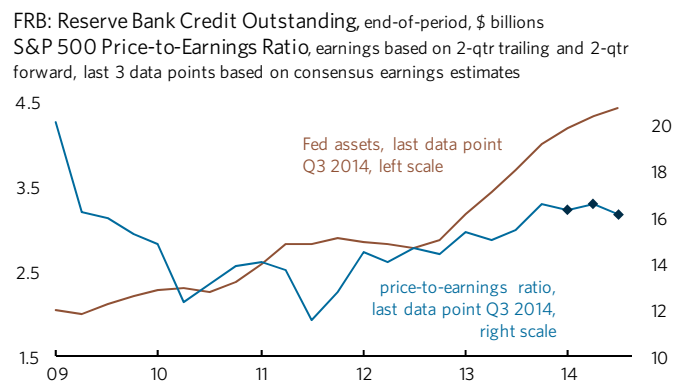 FRB: Reserve Bank Credit Outstanding, end-of-period, $ billions
S&P 500 Price-to-Earnings Ratio, earnings based on 2-qtr trailing and 2-qtr
forward, last 3 data points based on consensus earnings estimates
4.5
20
Fed assets, last data point
Q3 2014, left scale
18
3.5
16
2.5
14
price-to-earnings ratio,
last data point Q3 2014,
12
right scale
1.5
10
09 10 11 12 13 14